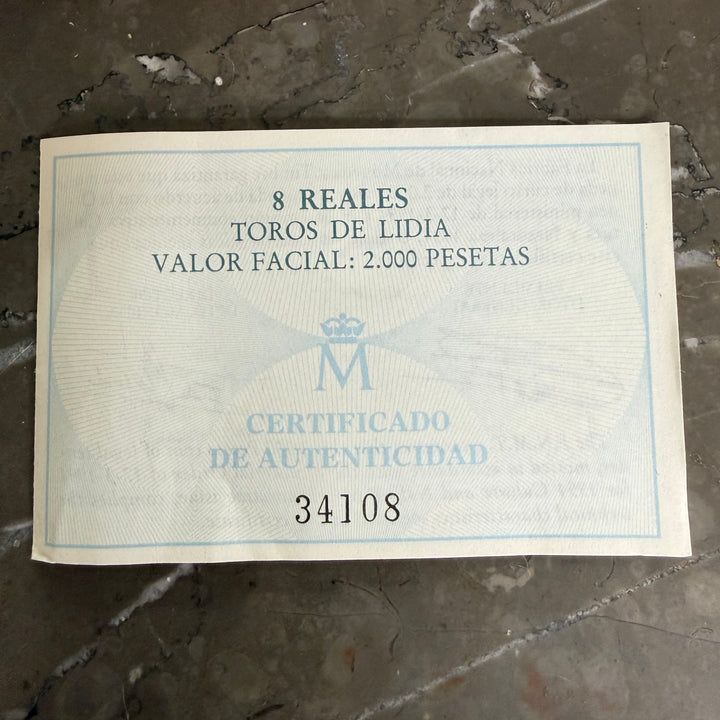 8 REALES
TOROS DE LIDIA
VALOR FACIAL: 2.000 PESETAS
M
CERTIFICADO
DE AUTENTICIDAD
34108